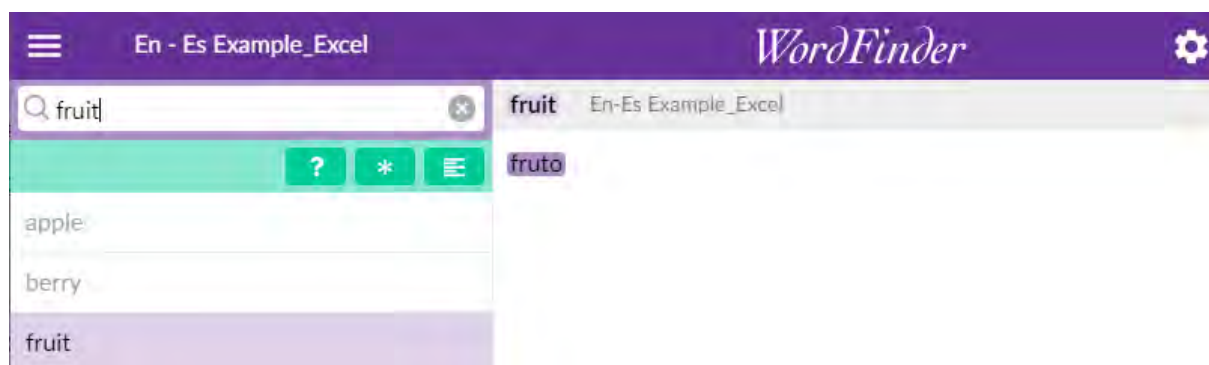 En - Es Example_Excel
WordFinder
fruit
? *
apple
berry
fruit
fruit En-Es Example_Excel
fruto